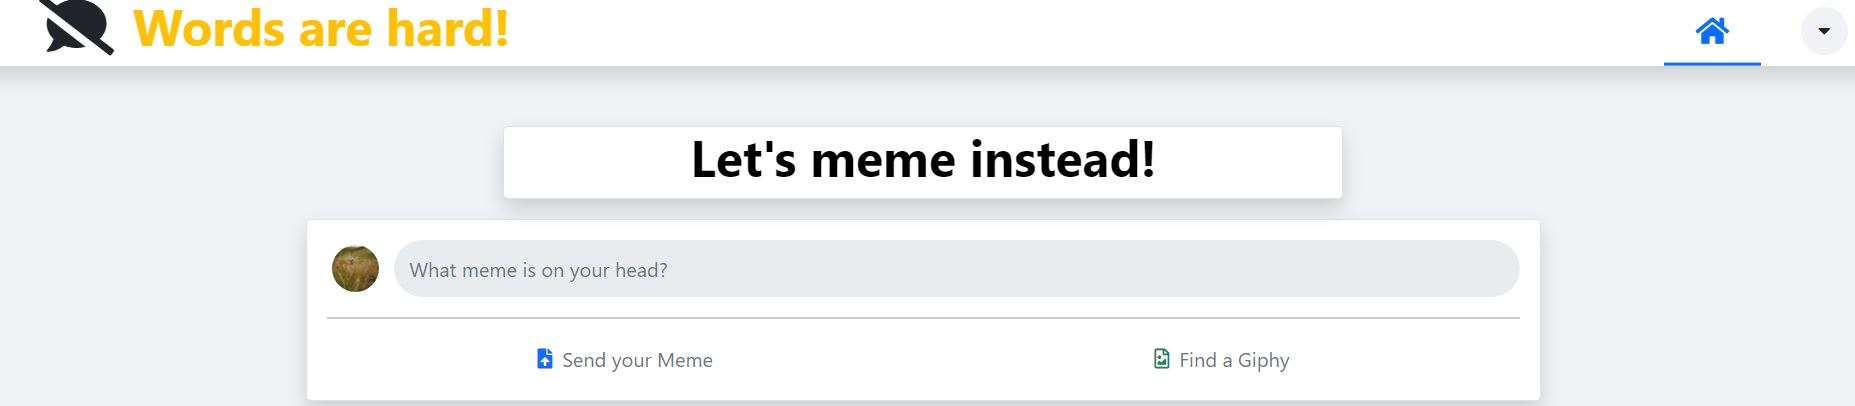 Words are hard!
Let's meme instead!
What meme is on your head?
Send your Meme
Find a Giphy